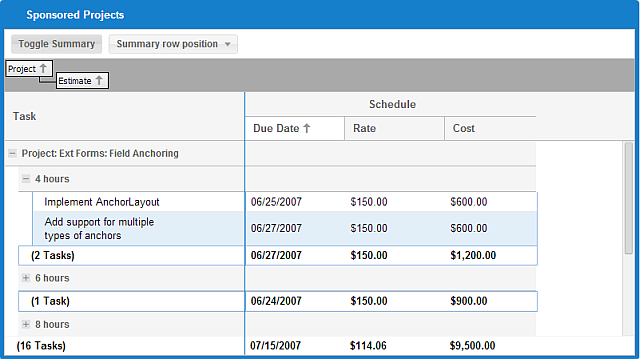 Sponsored Projects
Toggle Summary Summary row position
Project
Estimate
Task Schedule
Due Date Rate Cost
Project: Ext Forms: Field Anchoring
4 hours
Implement AnchorLayout 06/25/2007 $150.00 $600.00
Add support for multiple
types of anchors 06/27/2007 $150.00 $600.00
(2 Tasks) 06/27/2007 $150.00 $1,200.00
6 hours
(1 Task) 06/24/2007 $150.00 $900.00
8 hours
(16 Tasks) 07/15/2007 $114.06 $9,500.00